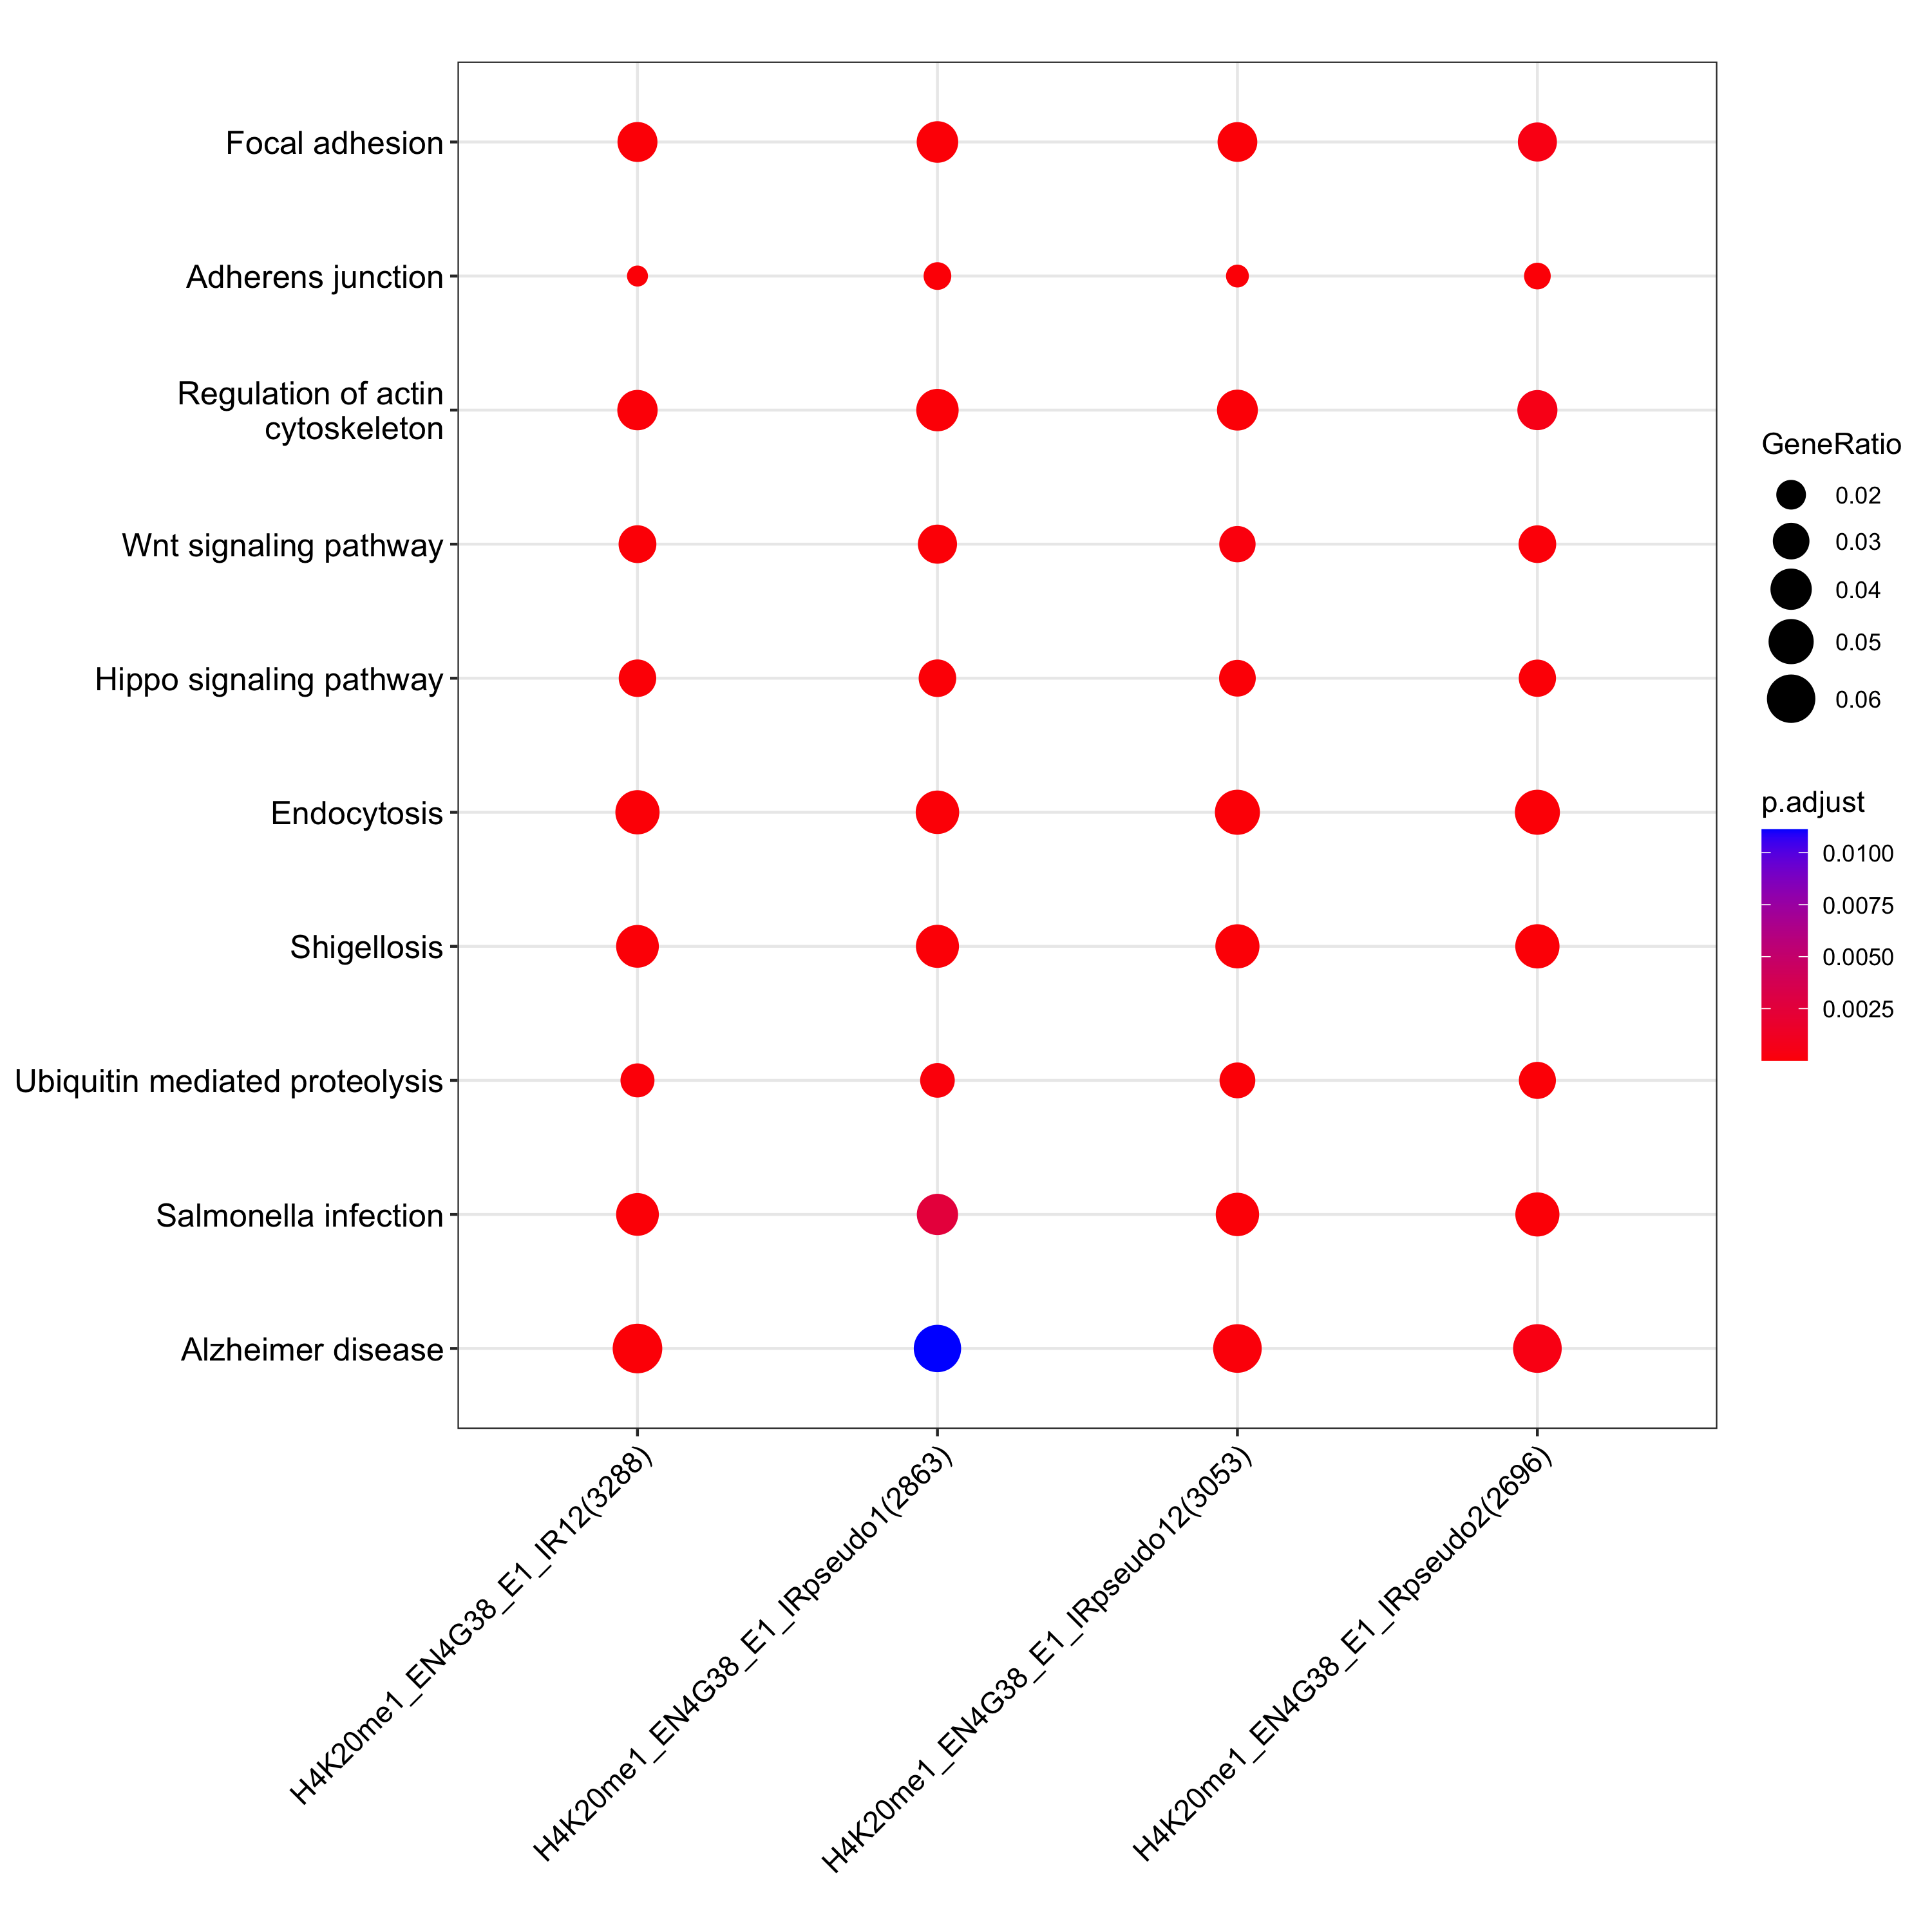 Focal adhesion
Adherens junction
Regulation of actin
cytoskeleton
Wnt signaling pathway
Hippo signaling pathway
Endocytosis
Shigellosis
Ubiquitin mediated proteolysis
Salmonella infection
Alzheimer disease
H4K20me1_EN4G38_E1_IR12(3288)
H4K20me1_EN4G38_E1_IRpseudo1(2863)
H4K20me1_EN4G38_E1_IRpseudo12(3053)
H4K20me1_EN4G38_E1_IRpseudo2(2696)
GeneRatio
0.02
0.03
0.04
0.05
0.06
p.adjust
0.0100
0.0075
0.0050
0.0025